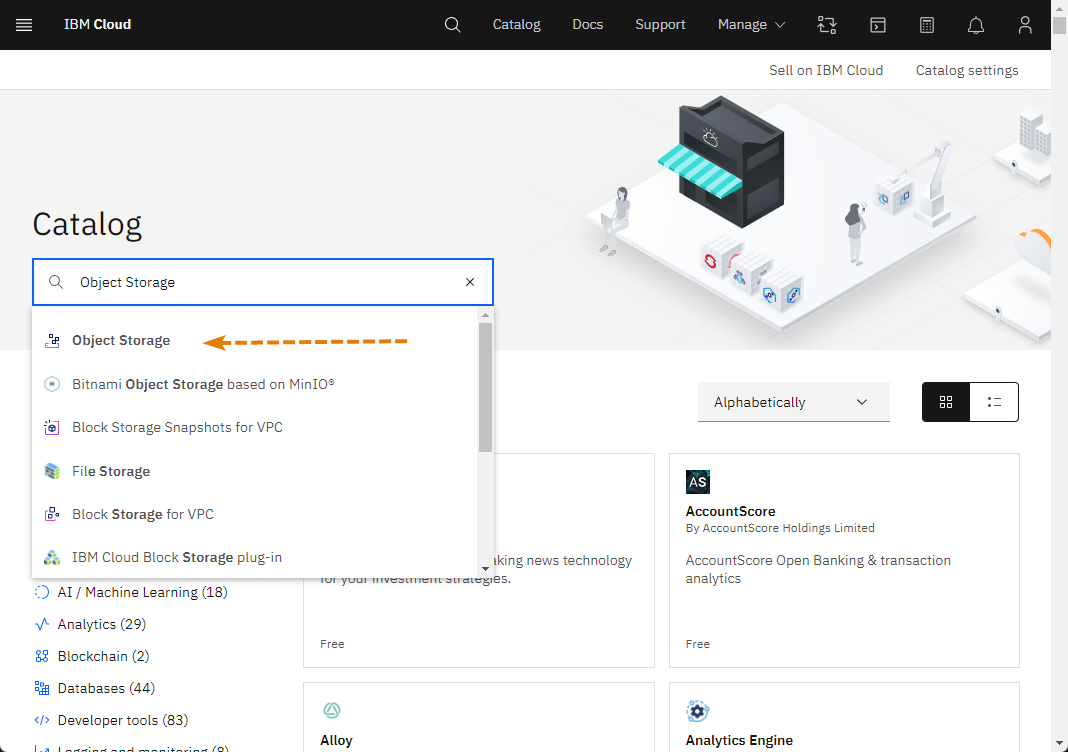 IBM Cloud
Catalog
Docs
Support
Manage
Sell on IBM Cloud
Catalog settings
Catalog
Object Storage
Object Storage
Bitnami Object Storage based on MinIO®
Block Storage Snapshots for VPC
File Storage
Block Storage for VPC
IBM Cloud Block Storage plug-in
AI / Machine Learning (18)
Analytics (29)
Blockchain (2)
Databases (44)
Developer tools (83)
Logging and monitoring (8)
Alphabetically
news technology
for your investment strategies.
Free
AS
AccountScore
By AccountScore Holdings Limited
AccountScore Open Banking & transaction
analytics
Free
Alloy
Analytics Engine